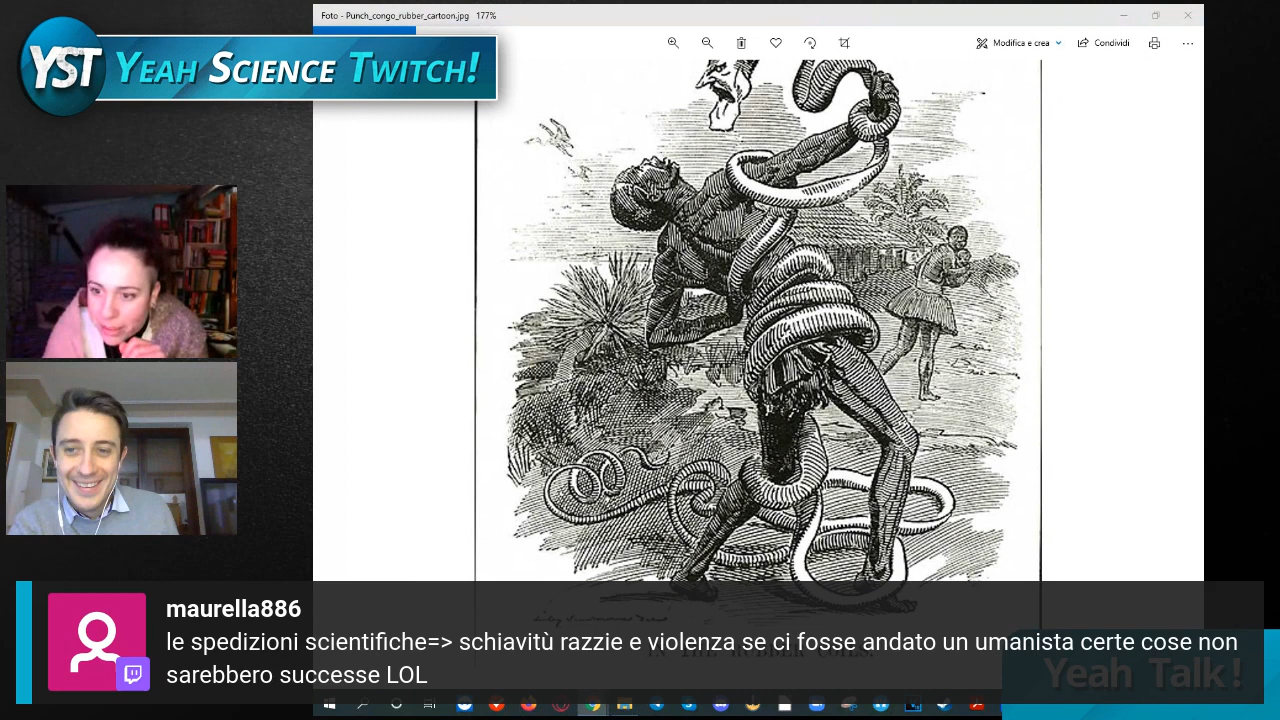 Foto - Punch_congo_rubber_cartoon.jpg 177%
YST YEAH SCIENCE TWITCH!
Modifica e crea
Condividi
maurella886
le spedizioni scientifiche=> schiavitù razzie e violenza se ci fosse andato un umanista certe cose non
sarebbero successe LOL
Yeah Talk!